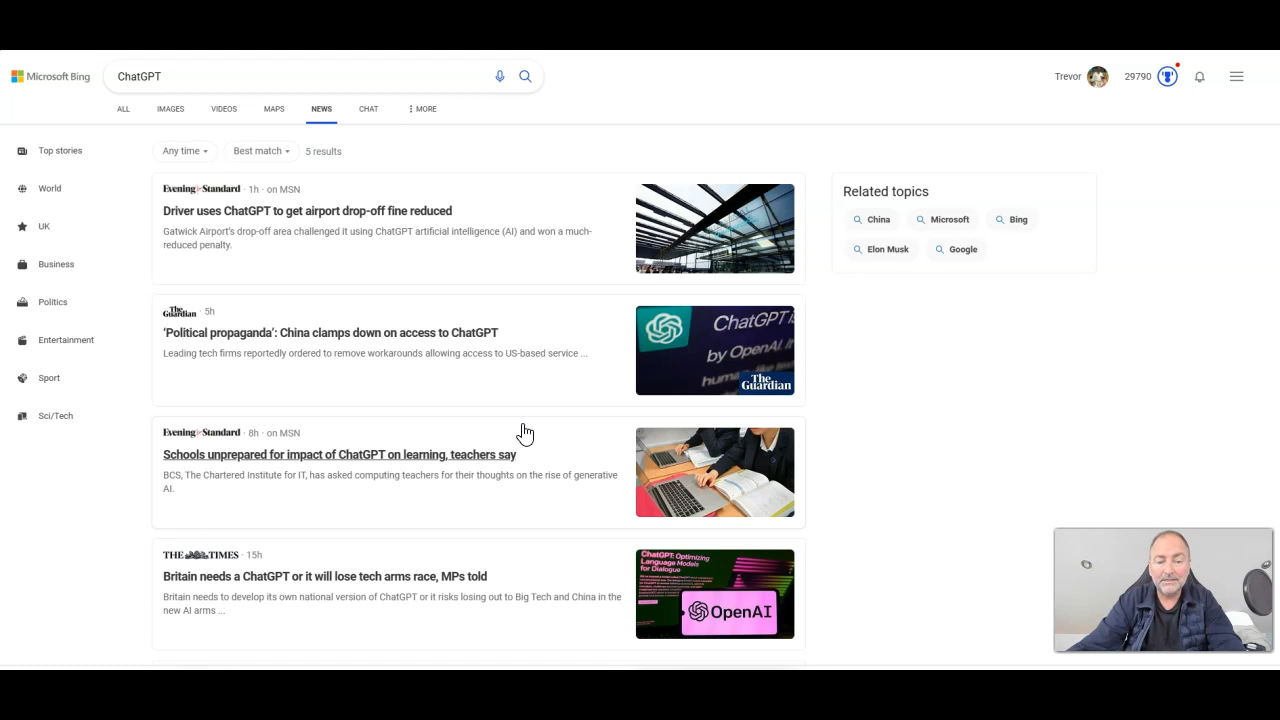 Microsoft Bing
ChatGPT
Trevor
29790
ALL
IMAGES
VIDEOS
MAPS
NEWS
CHAT
MORE
Top stories
World
UK
Business
Politics
Entertainment
Sport
Sci/Tech
Any time
Best match
5 results
Evening Standard · 1h · on MSN
Driver uses ChatGPT to get airport drop-off fine reduced
Gatwick Airport's drop-off area challenged it using ChatGPT artificial intelligence (AI) and won a much-
reduced penalty.
The Guardian · 5h
'Political propaganda': China clamps down on access to ChatGPT
Leading tech firms reportedly ordered to remove workarounds allowing access to US-based service ...
ChatGPT is
by OpenAI. It
human-like text
The Guardian
Evening Standard · 8h · on MSN
Schools unprepared for impact of ChatGPT on learning, teachers say
BCS, The Chartered Institute for IT, has asked computing teachers for their thoughts on the rise of generative
AI.
THE TIMES · 15h
Britain needs a ChatGPT or it will lose tech arms race, MPs told
Britain needs to develop its own national version of ChatGPT or it risks losing out to Big Tech and China in the
new AI arms ...
ChatGPT: Optimizing
Language Models
for Dialogue
OpenAI
Related topics
China
Microsoft
Bing
Elon Musk
Google